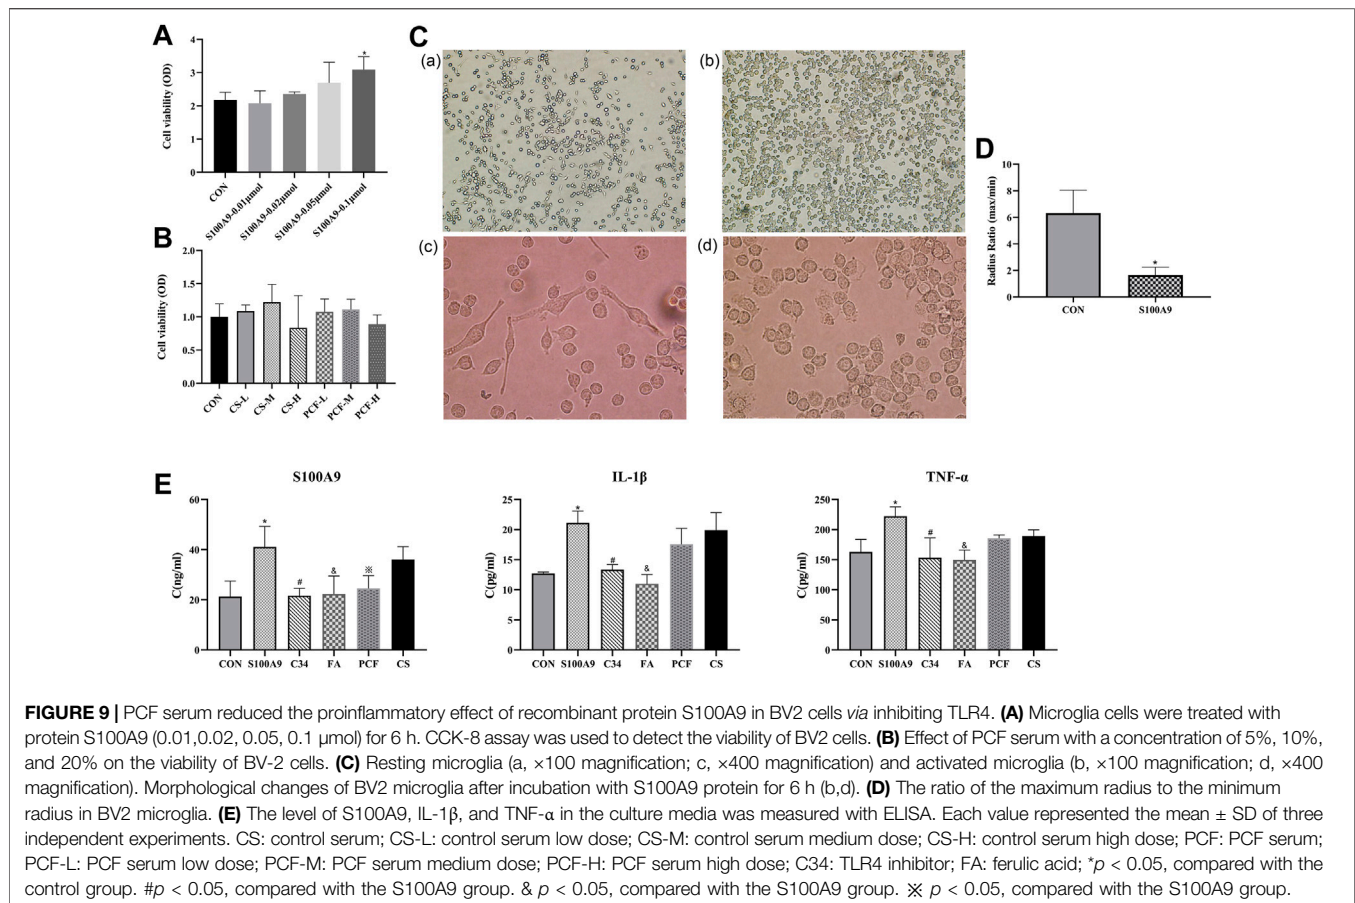 A
Cell viability (OD)
4
3
2
1
0
*
CON
S100A9-0.01μmol
S100A9-0.02μmol
S100A9-0.05μmol
S100A9-0.1μmol
B
Cell viability (OD)
2.0
1.5
1.0
0.5
0.0
CON
CS-L
CS-M
CS-H
PCF-L
PCF-M
PCF-H
C
(a)
(b)
(c)
(d)
D
Radius Ratio (max/min)
10
8
6
4
2
0
*
CON S100A9
E
S100A9
C(ng/ml)
60
40
20
0
* # & ※
CON S100A9 C34 FA PCF CS
IL-1β
C(pg/ml)
25
20
15
10
5
0
* # &
CON S100A9 C34 FA PCF CS
TNF-α
C(pg/ml)
250
200
150
100
50
0
* # &
CON S100A9 C34 FA PCF CS
FIGURE 9 | PCF serum reduced the proinflammatory effect of recombinant protein S100A9 in BV2 cells via inhibiting TLR4. (A) Microglia cells were treated with
protein S100A9 (0.01,0.02, 0.05, 0.1 μmol) for 6 h. CCK-8 assay was used to detect the viability of BV2 cells. (B) Effect of PCF serum with a concentration of 5%, 10%,
and 20% on the viability of BV-2 cells. (C) Resting microglia (a, ×100 magnification; c, ×400 magnification) and activated microglia (b, ×100 magnification; d, ×400
magnification). Morphological changes of BV2 microglia after incubation with S100A9 protein for 6 h (b,d). (D) The ratio of the maximum radius to the minimum
radius in BV2 microglia. (E) The level of S100A9, IL-1β, and TNF-α in the culture media was measured with ELISA. Each value represented the mean ± SD of three
independent experiments. CS: control serum; CS-L: control serum low dose; CS-M: control serum medium dose; CS-H: control serum high dose; PCF: PCF serum;
PCF-L: PCF serum low dose; PCF-M: PCF serum medium dose; PCF-H: PCF serum high dose; C34: TLR4 inhibitor; FA: ferulic acid; *p < 0.05, compared with the
control group. #p < 0.05, compared with the S100A9 group. & p < 0.05, compared with the S100A9 group. ※ p < 0.05, compared with the S100A9 group.